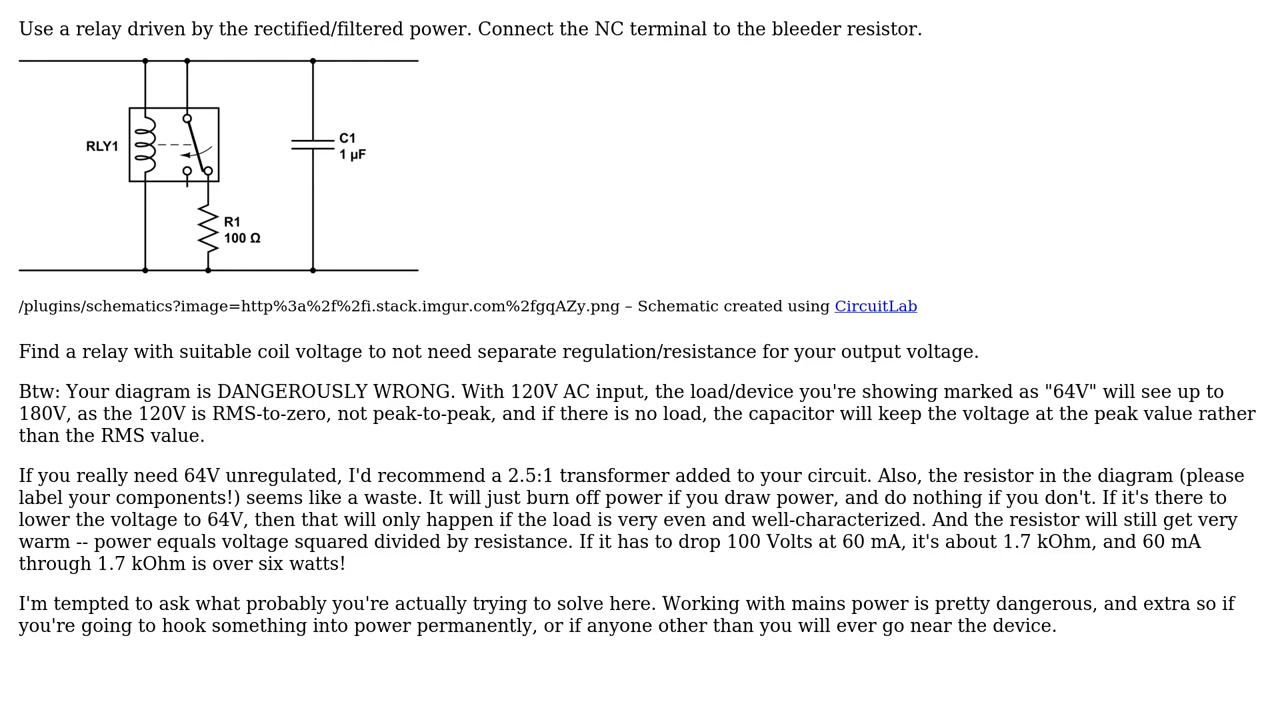 Use a relay driven by the rectified/filtered power. Connect the NC terminal to the bleeder resistor.
RLY1
C1
1 µF
R1
100 Ω
/plugins/schematics?image=http%3a%2f%2fi.stack.imgur.com%2fgqAZy.png – Schematic created using CircuitLab
Find a relay with suitable coil voltage to not need separate regulation/resistance for your output voltage.
Btw: Your diagram is DANGEROUSLY WRONG. With 120V AC input, the load/device you're showing marked as "64V" will see up to
180V, as the 120V is RMS-to-zero, not peak-to-peak, and if there is no load, the capacitor will keep the voltage at the peak value rather
than the RMS value.
If you really need 64V unregulated, I'd recommend a 2.5:1 transformer added to your circuit. Also, the resistor in the diagram (please
label your components!) seems like a waste. It will just burn off power if you draw power, and do nothing if you don't. If it's there to
lower the voltage to 64V, then that will only happen if the load is very even and well-characterized. And the resistor will still get very
warm -- power equals voltage squared divided by resistance. If it has to drop 100 Volts at 60 mA, it's about 1.7 kOhm, and 60 mA
through 1.7 kOhm is over six watts!
I'm tempted to ask what probably you're actually trying to solve here. Working with mains power is pretty dangerous, and extra so if
you're going to hook something into power permanently, or if anyone other than you will ever go near the device.